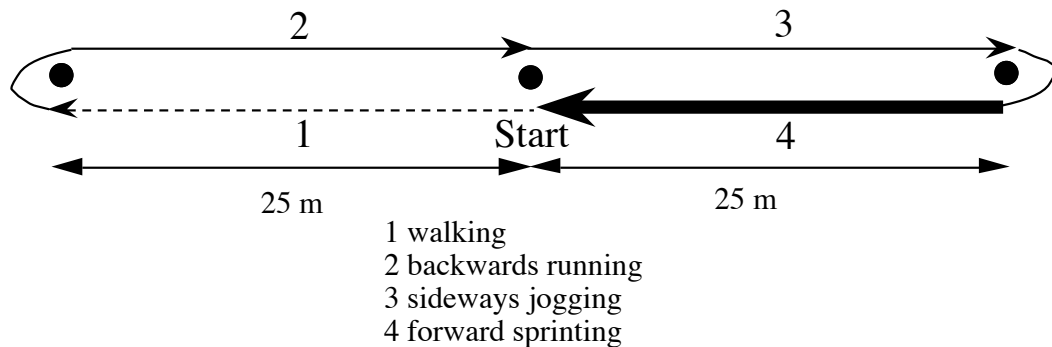 2 3
1 Start 4
25 m 25 m
1 walking
2 backwards running
3 sideways jogging
4 forward sprinting